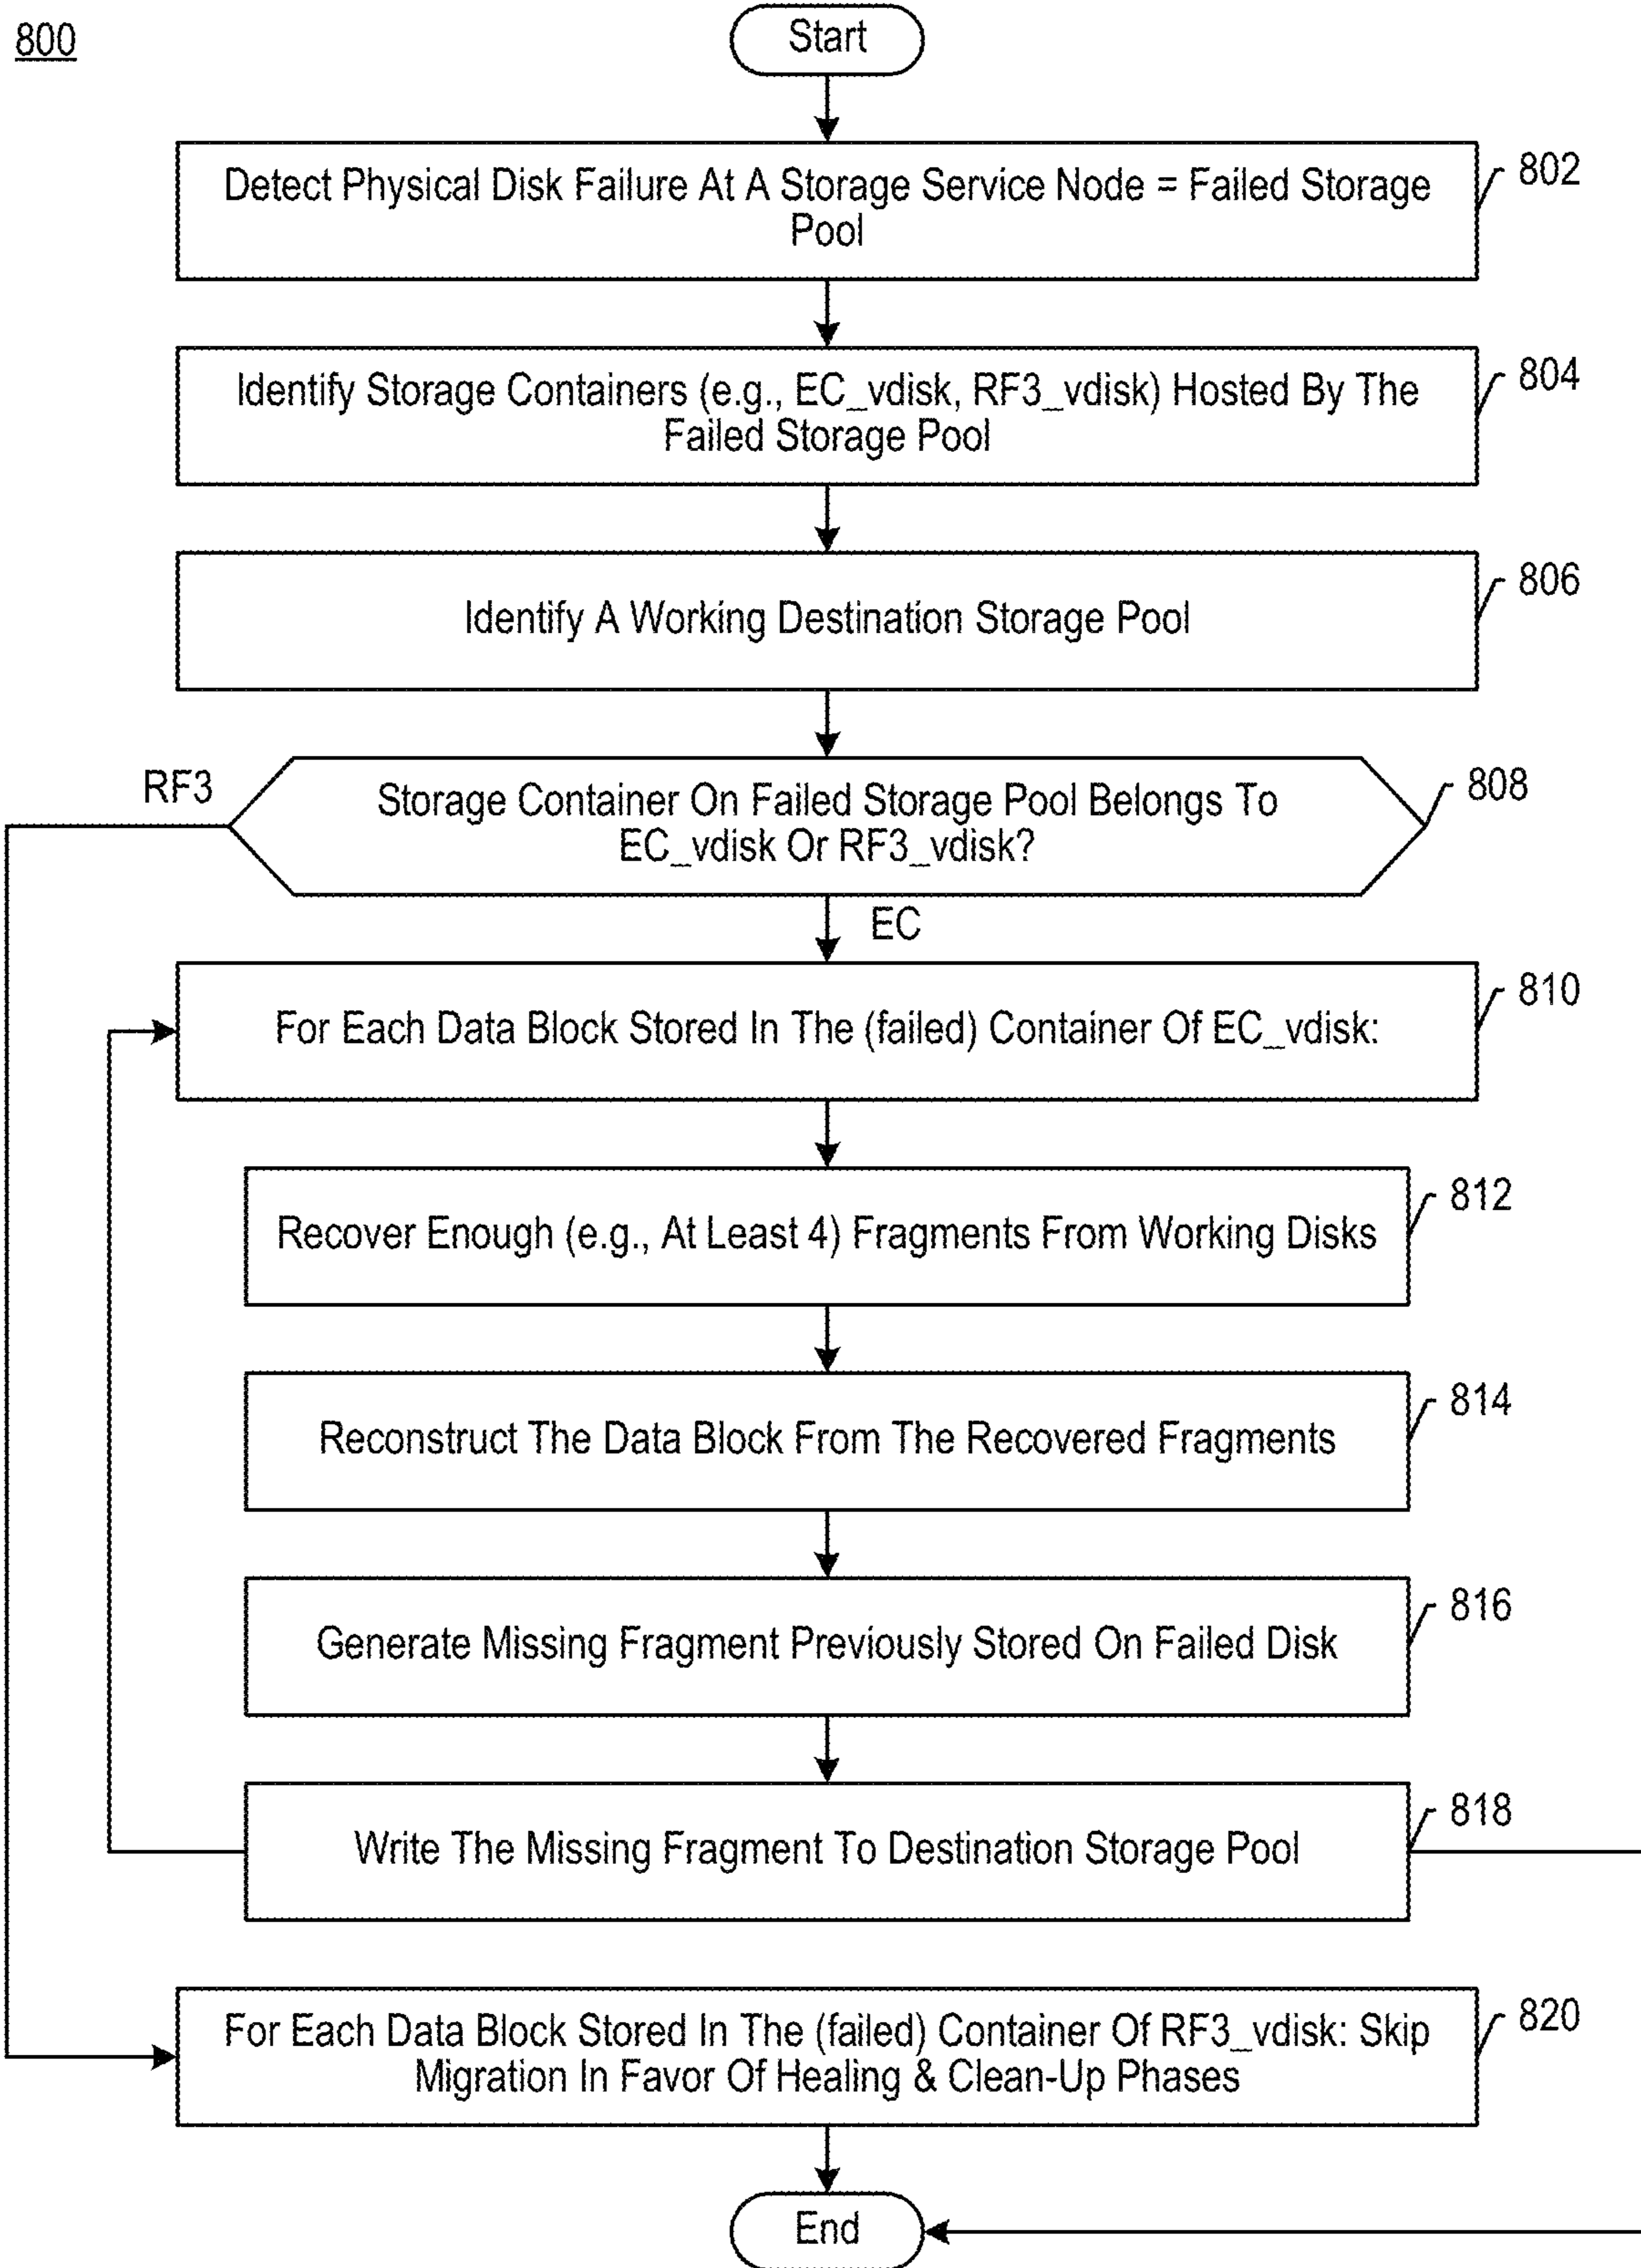 800
Start
Detect Physical Disk Failure At A Storage Service Node = Failed Storage
Pool
802
Identify Storage Containers (e.g., EC_vdisk, RF3_vdisk) Hosted By The
Failed Storage Pool
804
Identify A Working Destination Storage Pool
806
RF3
Storage Container On Failed Storage Pool Belongs To
EC_vdisk Or RF3_vdisk?
808
EC
For Each Data Block Stored In The (failed) Container Of EC_vdisk:
810
Recover Enough (e.g., At Least 4) Fragments From Working Disks
812
Reconstruct The Data Block From The Recovered Fragments
814
Generate Missing Fragment Previously Stored On Failed Disk
816
Write The Missing Fragment To Destination Storage Pool
818
For Each Data Block Stored In The (failed) Container Of RF3_vdisk: Skip
Migration In Favor Of Healing & Clean-Up Phases
820
End